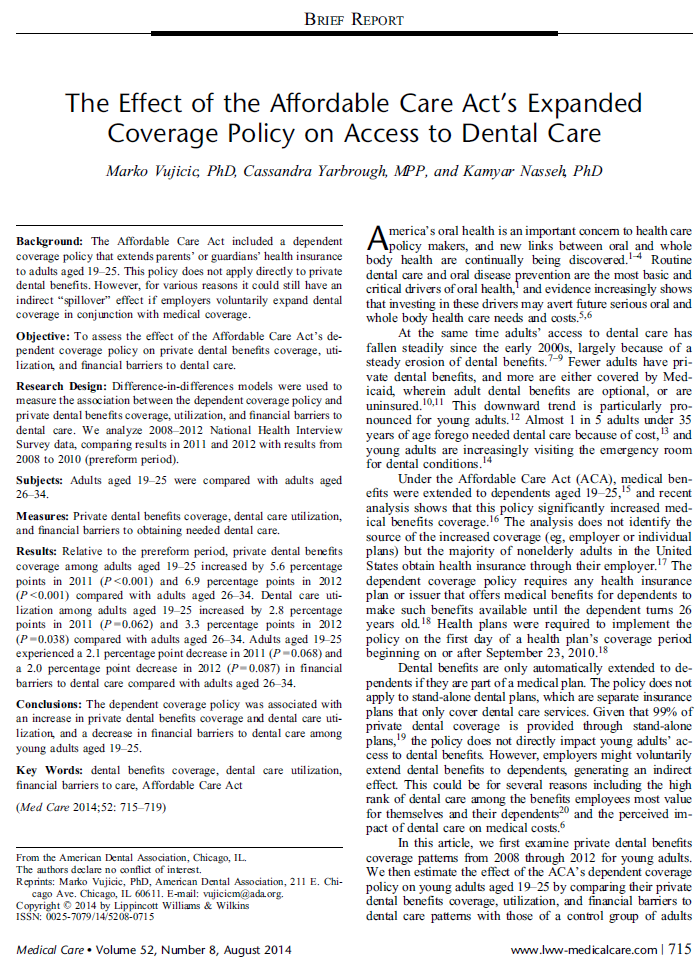 BRIEF REPORT
The Effect of the Affordable Care Act's Expanded
Coverage Policy on Access to Dental Care
Marko Vujicic, PhD, Cassandra Yarbrough, MPP, and Kamyar Nasseh, PhD
Background: The Affordable Care Act included a dependent
coverage policy that extends parents' or guardians' health insurance
to adults aged 19–25. This policy does not apply directly to private
dental benefits. However, for various reasons it could still have an
indirect "spillover" effect if employers voluntarily expand dental
coverage in conjunction with medical coverage.
Objective: To assess the effect of the Affordable Care Act's de-
pendent coverage policy on private dental benefits coverage, uti-
lization, and financial barriers to dental care.
Research Design: Difference-in-differences models were used to
measure the association between the dependent coverage policy and
private dental benefits coverage, utilization, and financial barriers to
dental care. We analyze 2008–2012 National Health Interview
Survey data, comparing results in 2011 and 2012 with results from
2008 to 2010 (prereform period).
Subjects: Adults aged 19–25 were compared with adults aged
26–34.
Measures: Private dental benefits coverage, dental care utilization,
and financial barriers to obtaining needed dental care.
Results: Relative to the prereform period, private dental benefits
coverage among adults aged 19–25 increased by 5.6 percentage
points in 2011 (P<0.001) and 6.9 percentage points in 2012
(P<0.001) compared with adults aged 26–34. Dental care uti-
lization among adults aged 19–25 increased by 2.8 percentage
points in 2011 (P=0.062) and 3.3 percentage points in 2012
(P=0.038) compared with adults aged 26–34. Adults aged 19–25
experienced a 2.1 percentage point decrease in 2011 (P=0.068) and
a 2.0 percentage point decrease in 2012 (P=0.087) in financial
barriers to dental care compared with adults aged 26–34.
Conclusions: The dependent coverage policy was associated with
an increase in private dental benefits coverage and dental care uti-
lization, and a decrease in financial barriers to dental care among
young adults aged 19–25.
Key Words: dental benefits coverage, dental care utilization,
financial barriers to care, Affordable Care Act
(Med Care 2014;52: 715–719)
From the American Dental Association, Chicago, IL.
The authors declare no conflict of interest.
Reprints: Marko Vujicic, PhD, American Dental Association, 211 E. Chi-
cago Ave. Chicago, IL 60611. E-mail: vujicicm@ada.org.
Copyright © 2014 by Lippincott Williams & Wilkins
ISSN: 0025-7079/14/5208-0715
America's oral health is an important concern to health care
policy makers, and new links between oral and whole
body health are continually being discovered.1–4 Routine
dental care and oral disease prevention are the most basic and
critical drivers of oral health,1 and evidence increasingly shows
that investing in these drivers may avert future serious oral and
whole body health care needs and costs.5,6
At the same time adults' access to dental care has
fallen steadily since the early 2000s, largely because of a
steady erosion of dental benefits.7–9 Fewer adults have pri-
vate dental benefits, and more are either covered by Med-
icaid, wherein adult dental benefits are optional, or are
uninsured.10,11 This downward trend is particularly pro-
nounced for young adults.12 Almost 1 in 5 adults under 35
years of age forego needed dental care because of cost,13 and
young adults are increasingly visiting the emergency room
for dental conditions.14
Under the Affordable Care Act (ACA), medical ben-
efits were extended to dependents aged 19–25,15 and recent
analysis shows that this policy significantly increased med-
ical benefits coverage.16 The analysis does not identify the
source of the increased coverage (eg, employer or individual
plans) but the majority of nonelderly adults in the United
States obtain health insurance through their employer.17 The
dependent coverage policy requires any health insurance
plan or issuer that offers medical benefits for dependents to
make such benefits available until the dependent turns 26
years old.18 Health plans were required to implement the
policy on the first day of a health plan's coverage period
beginning on or after September 23, 2010.18
Dental benefits are only automatically extended to de-
pendents if they are part of a medical plan. The policy does not
apply to stand-alone dental plans, which are separate insurance
plans that only cover dental care services. Given that 99% of
private dental coverage is provided through stand-alone
plans,19 the policy does not directly impact young adults' ac-
cess to dental benefits. However, employers might voluntarily
extend dental benefits to dependents, generating an indirect
effect. This could be for several reasons including the high
rank of dental care among the benefits employees most value
for themselves and their dependents20 and the perceived im-
pact of dental care on medical costs.6
In this article, we first examine private dental benefits
coverage patterns from 2008 through 2012 for young adults.
We then estimate the effect of the ACA's dependent coverage
policy on young adults aged 19–25 by comparing their private
dental benefits coverage, utilization, and financial barriers to
dental care patterns with those of a control group of adults
Medical Care • Volume 52, Number 8, August 2014
www.lww-medicalcare.com | 715